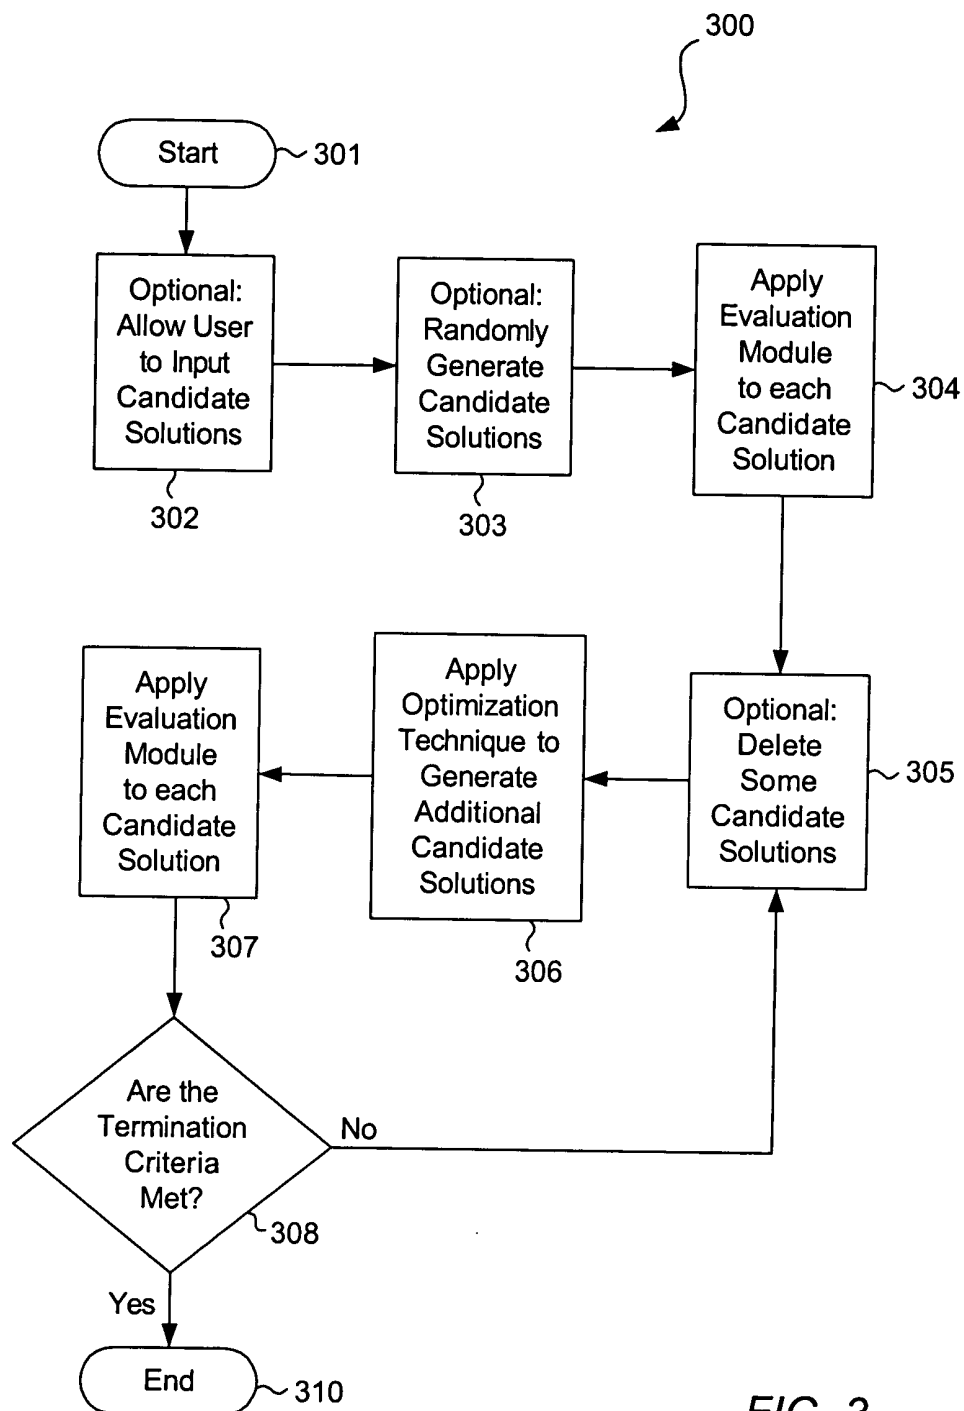 300
Start
301
Optional:
Allow User
to Input
Candidate
Solutions
302
Optional:
Randomly
Generate
Candidate
Solutions
303
Apply
Evaluation
Module
to each
Candidate
Solution
304
Optional:
Delete
Some
Candidate
Solutions
305
Apply
Optimization
Technique to
Generate
Additional
Candidate
Solutions
306
Apply
Evaluation
Module
to each
Candidate
Solution
307
Are the
Termination
Criteria
Met?
308
No
Yes
End
310
FIG.